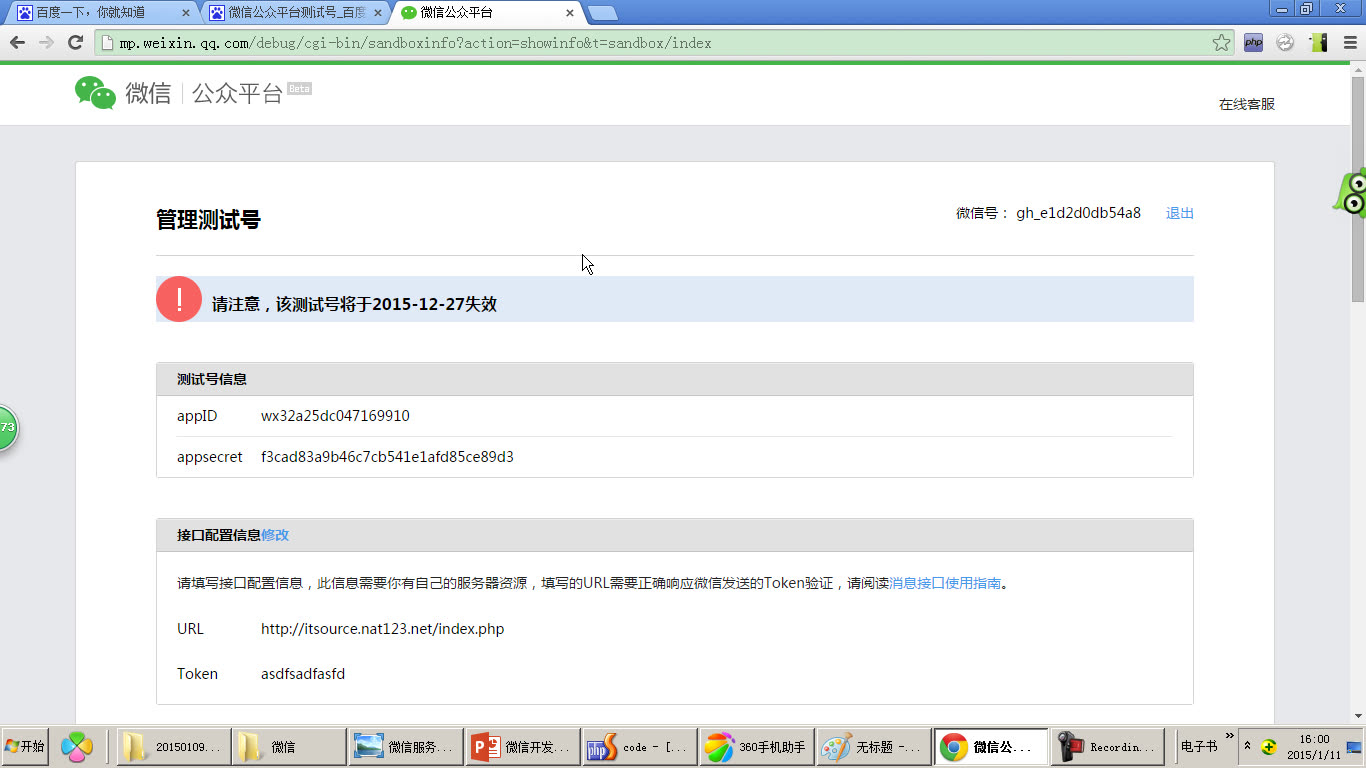 百度一下，你就知道
微信公众平台测试号_百度
微信公众平台
mp.weixin.qq.com/debug/cgi-bin/sandboxinfo?action=showinfo&t=sandbox/index
php
微信 | 公众平台 Beta
在线客服
管理测试号
微信号： gh_e1d2d0db54a8 退出
! 请注意，该测试号将于2015-12-27失效
测试号信息
appID wx32a25dc047169910
appsecret f3cad83a9b46c7cb541e1afd85ce89d3
73
接口配置信息修改
请填写接口配置信息，此信息需要你有自己的服务器资源，填写的URL需要正确响应微信发送的Token验证，请阅读消息接口使用指南。
URL http://itsource.nat123.net/index.php
Token asdfsadfasfd
开始
20150109...
微信
微信服务...
微信开发...
code - [...
360手机助手
无标题 -...
微信公...
Recordin...
电子书
16:00
2015/1/11